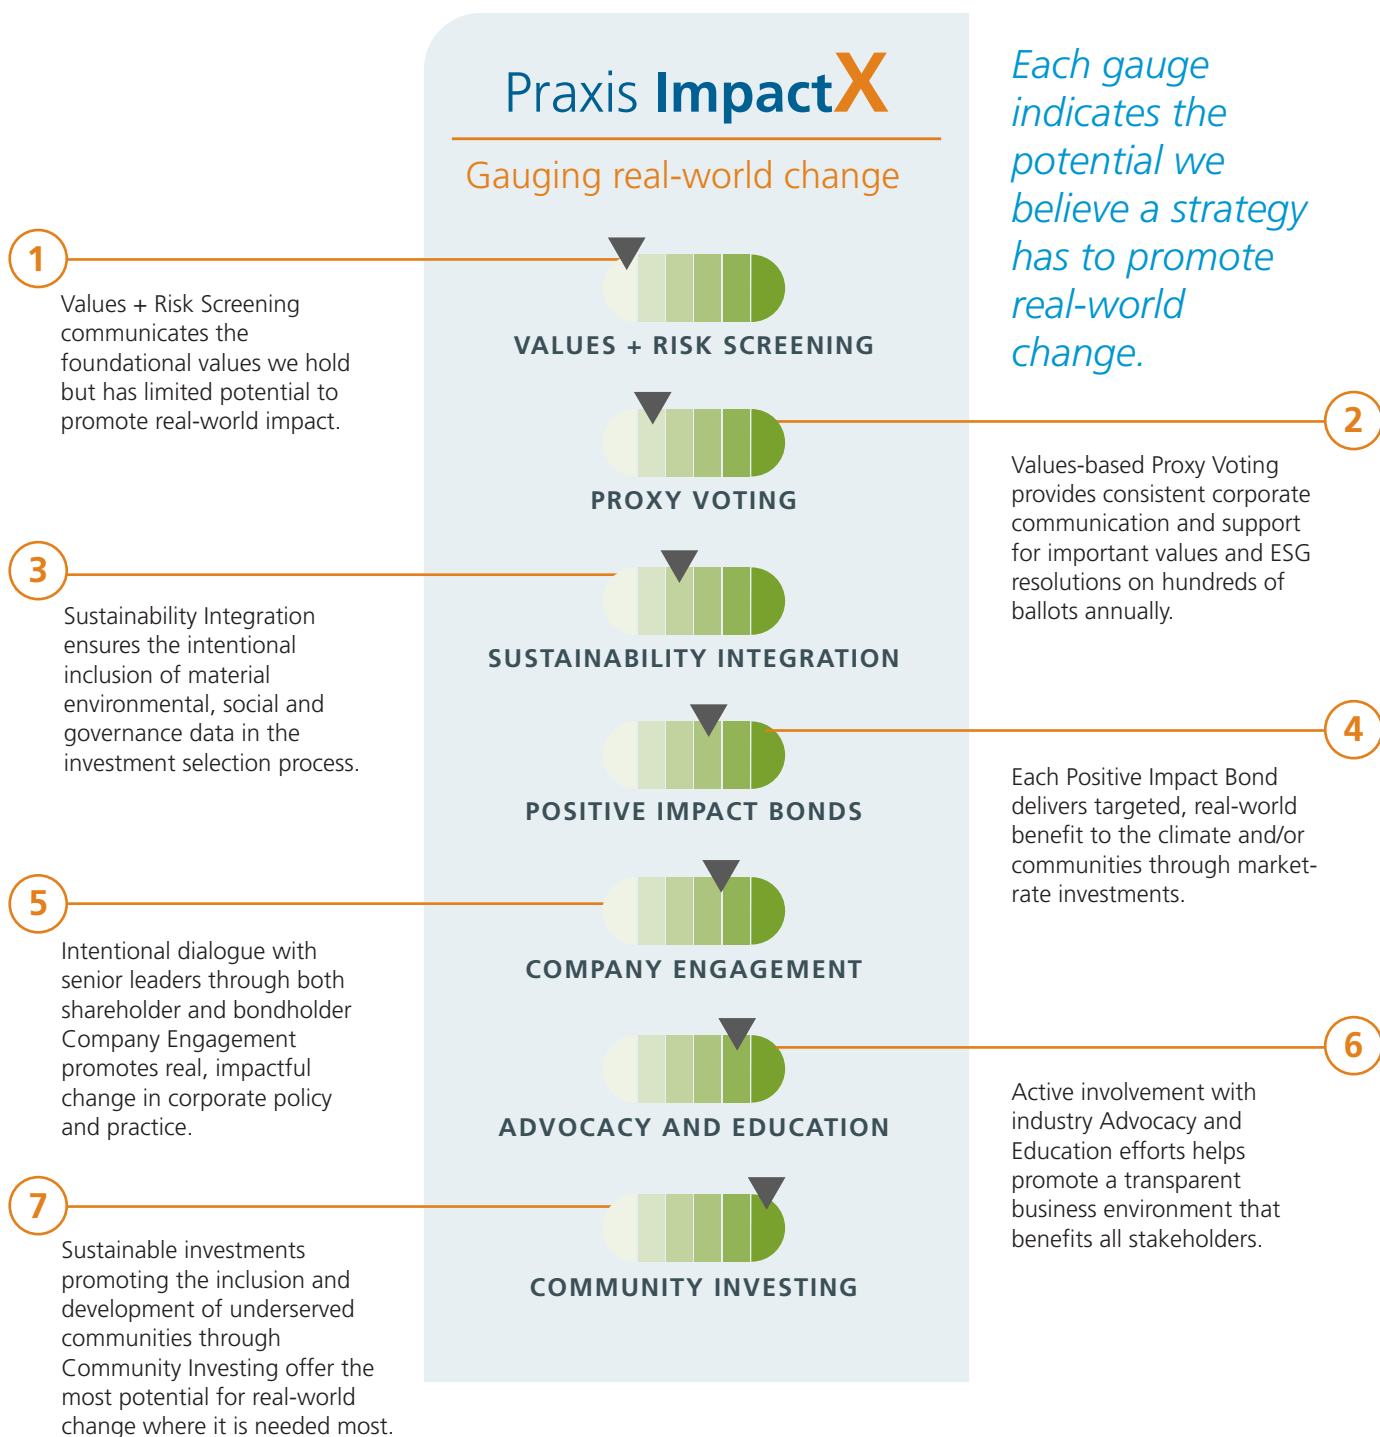 Praxis ImpactX
Gauging real-world change
Each gauge
indicates the
potential we
believe a strategy
has to promote
real-world
change.
1
Values + Risk Screening
communicates the
foundational values we hold
but has limited potential to
promote real-world impact.
VALUES + RISK SCREENING
2
Values-based Proxy Voting
provides consistent corporate
communication and support
for important values and ESG
resolutions on hundreds of
ballots annually.
PROXY VOTING
3
Sustainability Integration
ensures the intentional
inclusion of material
environmental, social and
governance data in the
investment selection process.
SUSTAINABILITY INTEGRATION
4
Each Positive Impact Bond
delivers targeted, real-world
benefit to the climate and/or
communities through market-
rate investments.
POSITIVE IMPACT BONDS
5
Intentional dialogue with
senior leaders through both
shareholder and bondholder
Company Engagement
promotes real, impactful
change in corporate policy
and practice.
COMPANY ENGAGEMENT
6
Active involvement with
industry Advocacy and
Education efforts helps
promote a transparent
business environment that
benefits all stakeholders.
ADVOCACY AND EDUCATION
7
Sustainable investments
promoting the inclusion and
development of underserved
communities through
Community Investing offer the
most potential for real-world
change where it is needed most.
COMMUNITY INVESTING